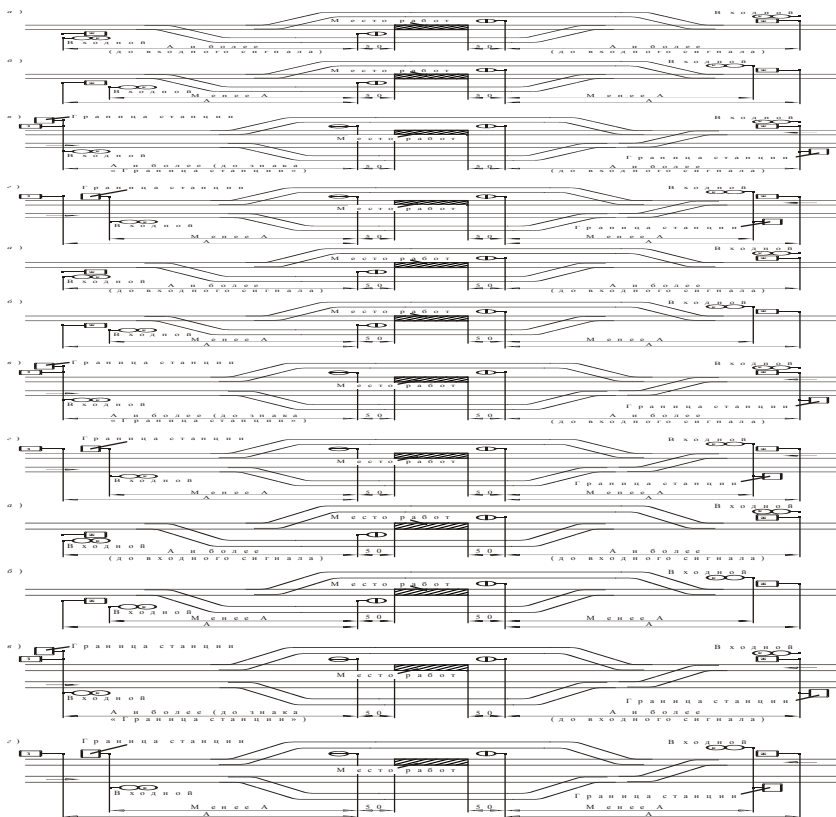 а)
Входной
Место работ
Входной
А и более 50 50 А и более
(до входного сигнала) (до входного сигнала)
б)
Входной
Место работ
Входной
Менее А 50 50 Менее А
А А
в) Граница станции
Входной
Место работ
Входной Граница станции
А и более (до знака 50 50 А и более
«Граница станции») (до входного сигнала)
г) Граница станции
Входной
Место работ
Входной Граница станции
Менее А 50 50 Менее А
А А
а)
Входной
Место работ
Входной
А и более 50 50 А и более
(до входного сигнала) (до входного сигнала)
б)
Входной
Место работ
Входной
Менее А 50 50 Менее А
А А
в) Граница станции
Входной
Место работ
Входной Граница станции
А и более (до знака 50 50 А и более
«Граница станции») (до входного сигнала)
г) Граница станции
Входной
Место работ
Входной Граница станции
Менее А 50 50 Менее А
А А
а)
Входной
Место работ
Входной
А и более 50 50 А и более
(до входного сигнала) (до входного сигнала)
б)
Входной
Место работ
Входной
Менее А 50 50 Менее А
А А
в) Граница станции
Входной
Место работ
Входной Граница станции
А и более (до знака 50 50 А и более
«Граница станции») (до входного сигнала)
г) Граница станции
Входной
Место работ
Входной Граница станции
Менее А 50 50 Менее А
А А